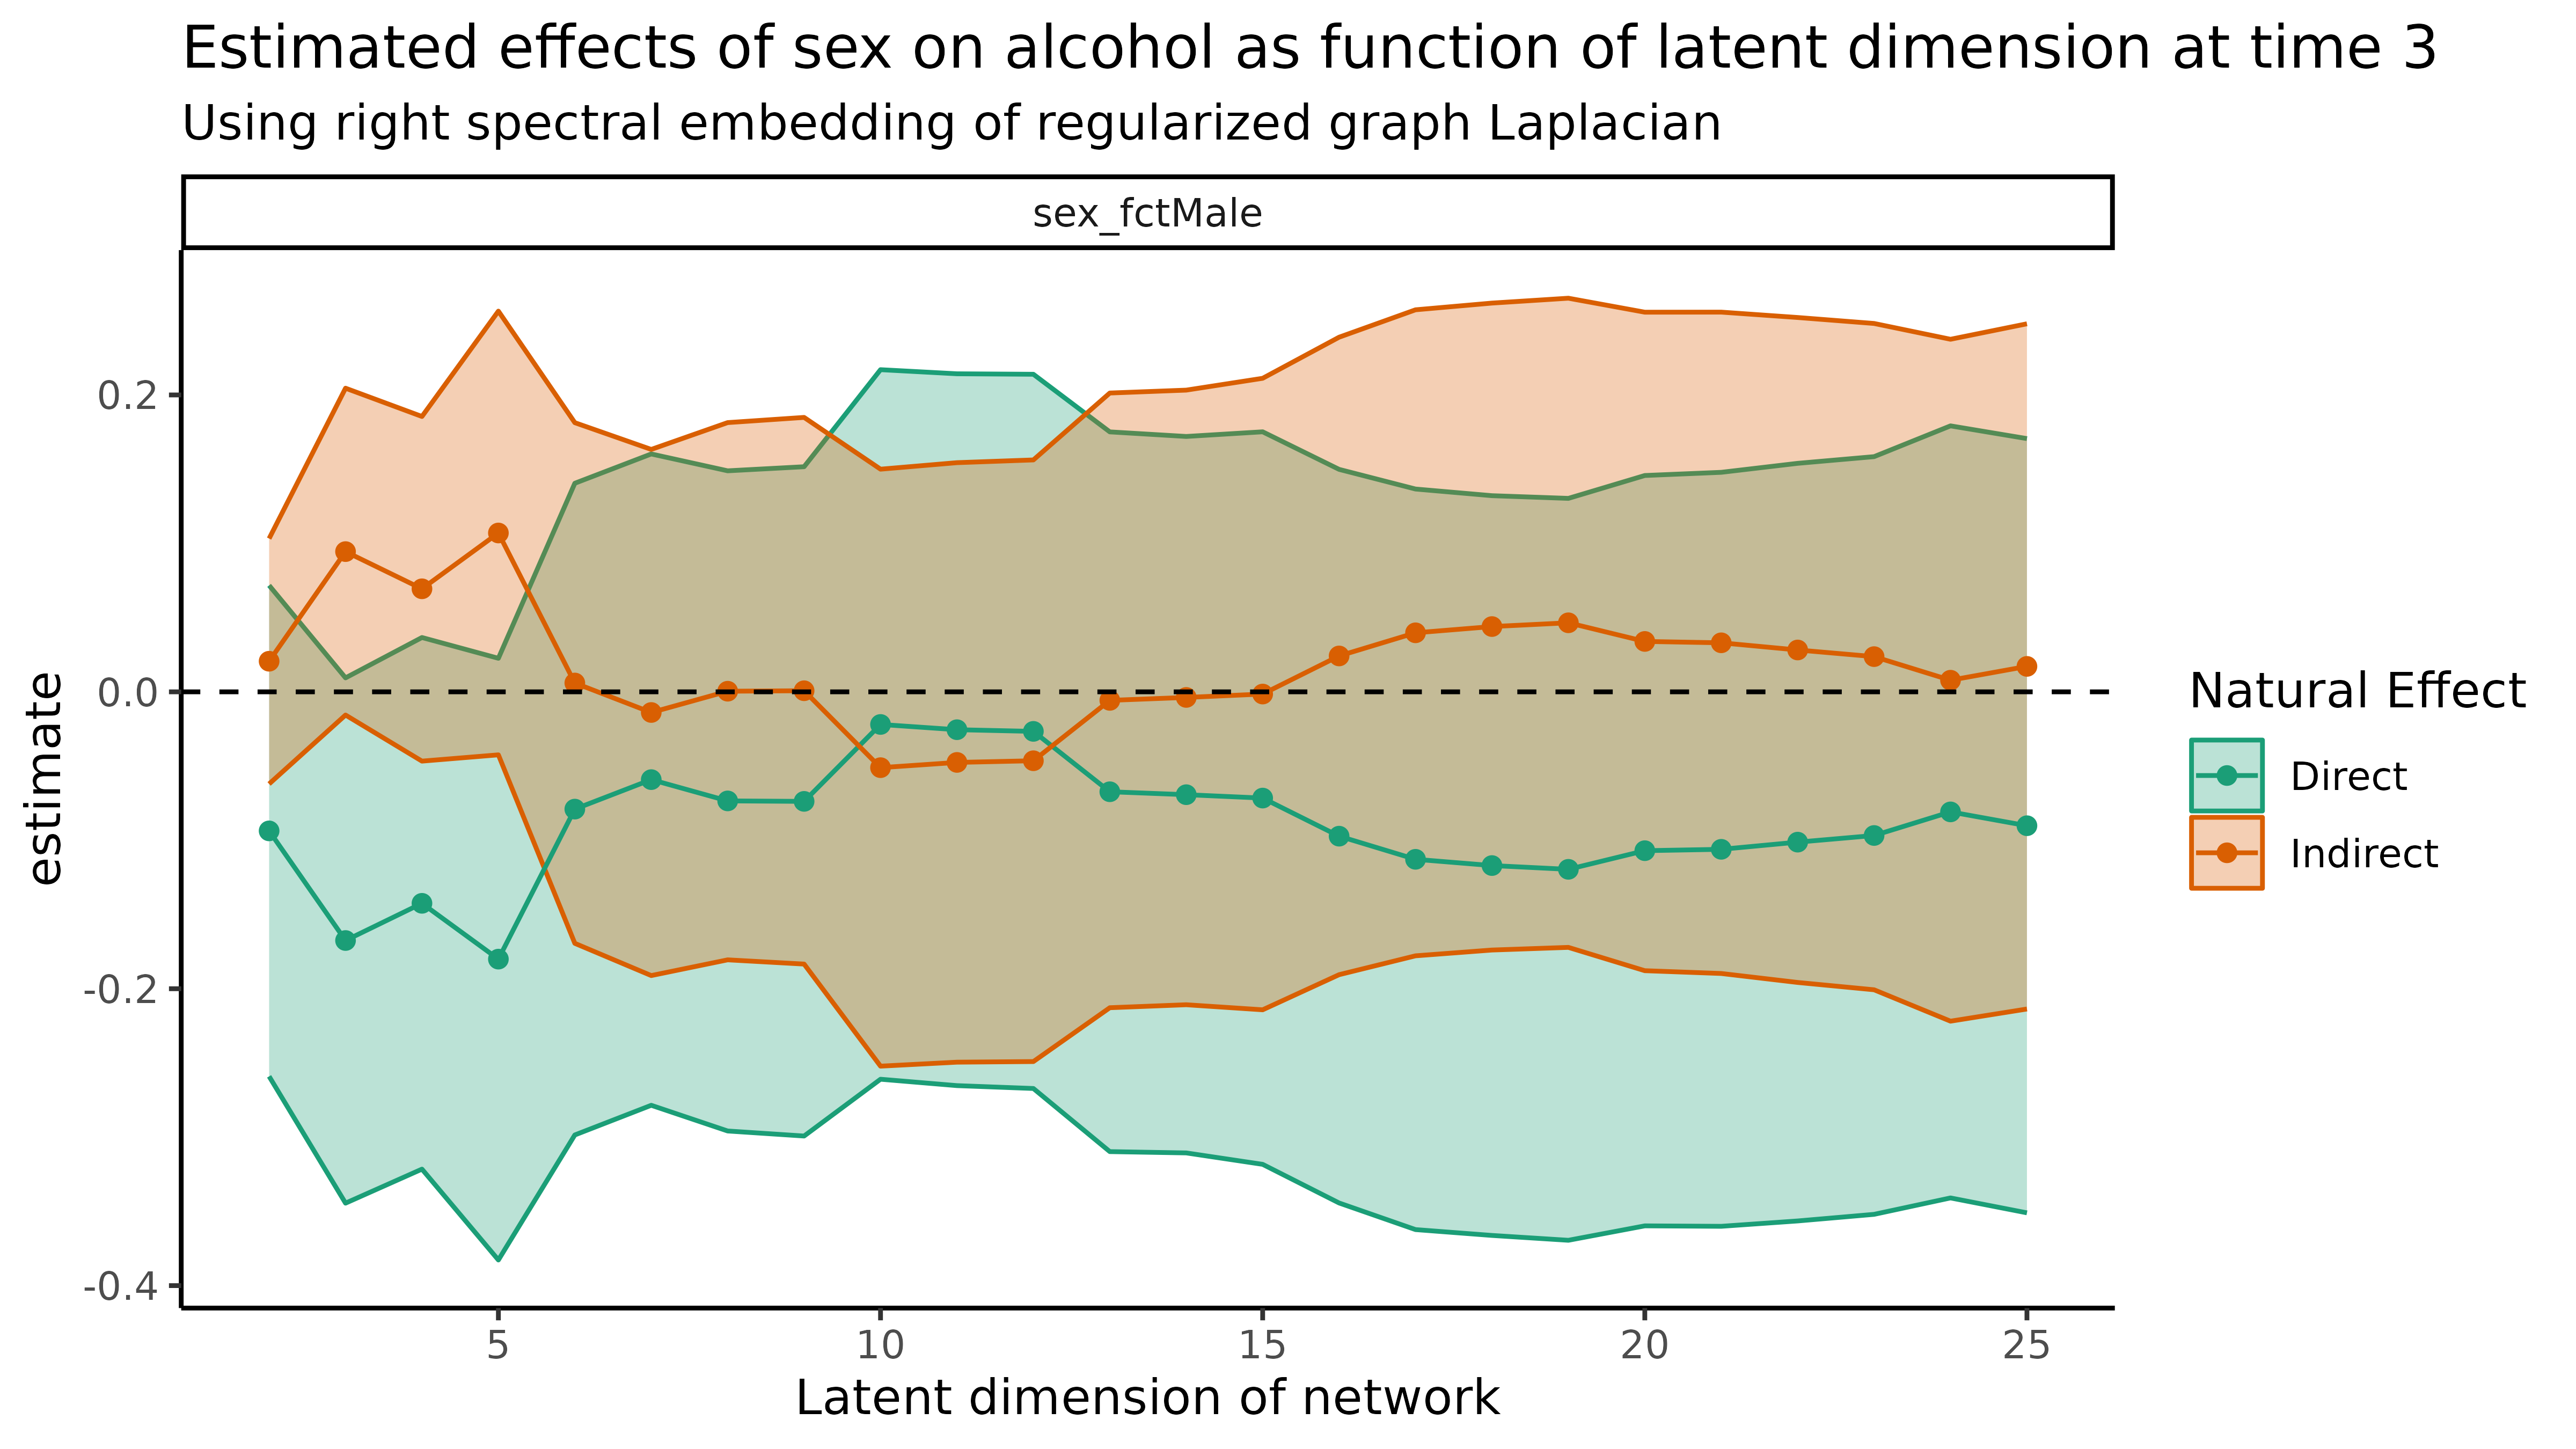 Estimated effects of sex on alcohol as function of latent dimension at time 3
Using right spectral embedding of regularized graph Laplacian
sex_fctMale
0.2
0.0
-0.2
-0.4
estimate
5 10 15 20 25
Latent dimension of network
Natural Effect
Direct
Indirect